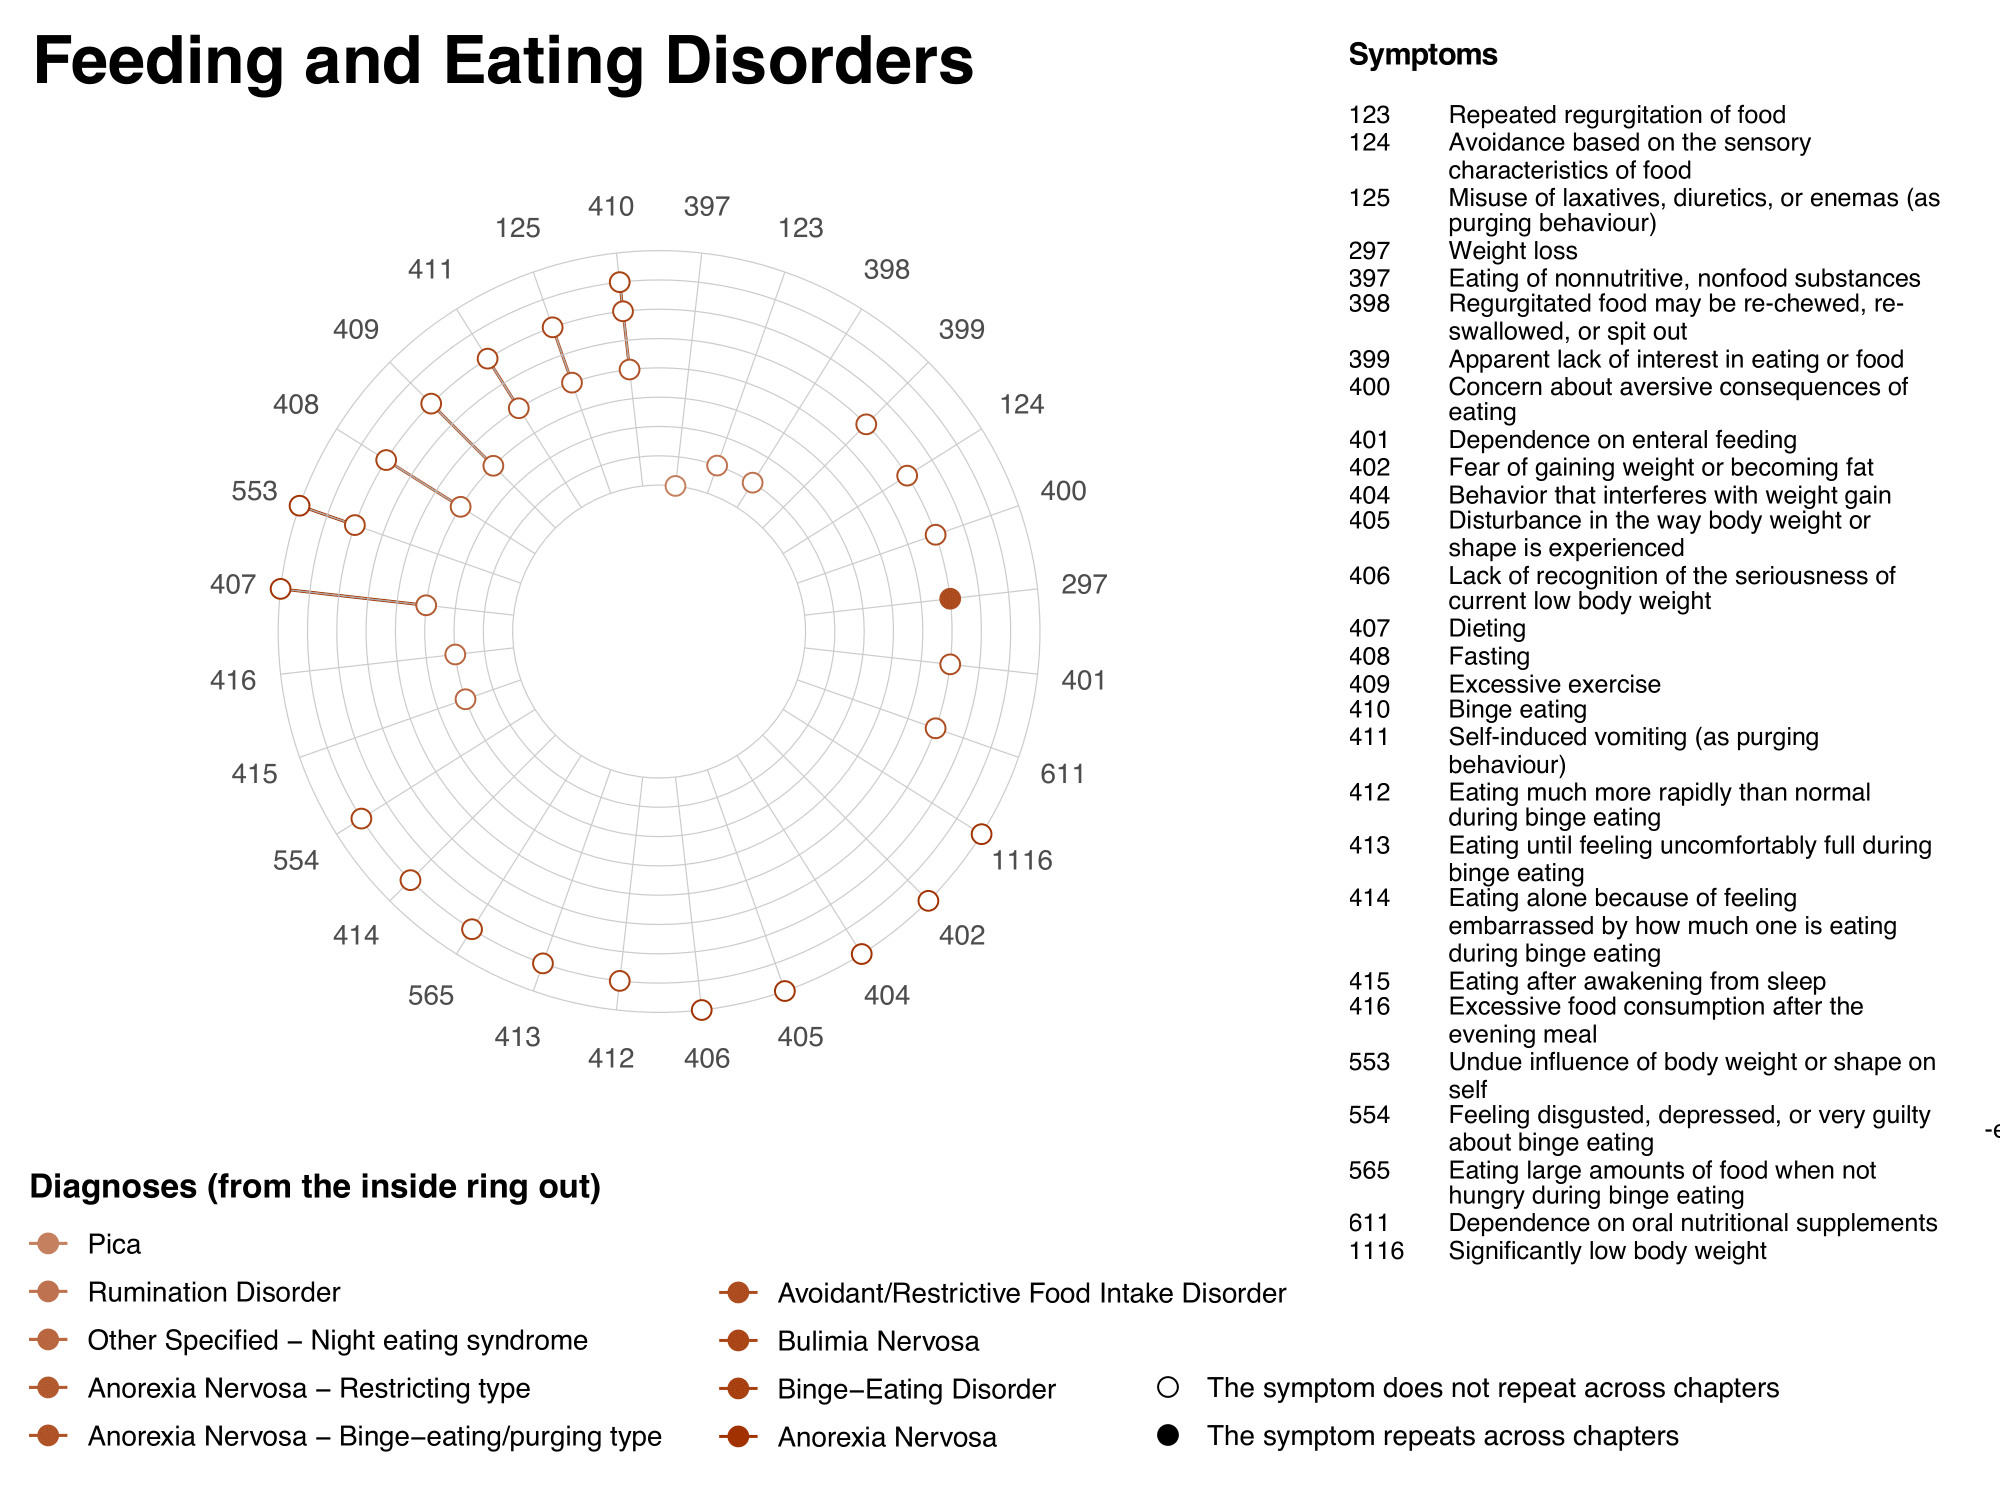 Feeding and Eating Disorders
410
397
125
123
411
398
409
399
408
124
553
400
407
297
416
401
415
611
554
1116
414
402
565
404
413
405
412
406
Symptoms
123 Repeated regurgitation of food
124 Avoidance based on the sensory
characteristics of food
125 Misuse of laxatives, diuretics, or enemas (as
purging behaviour)
297 Weight loss
397 Eating of nonnutritive, nonfood substances
398 Regurgitated food may be re-chewed, re-
swallowed, or spit out
399 Apparent lack of interest in eating or food
400 Concern about aversive consequences of
eating
401 Dependence on enteral feeding
402 Fear of gaining weight or becoming fat
404 Behavior that interferes with weight gain
405 Disturbance in the way body weight or
shape is experienced
406 Lack of recognition of the seriousness of
current low body weight
407 Dieting
408 Fasting
409 Excessive exercise
410 Binge eating
411 Self-induced vomiting (as purging
behaviour)
412 Eating much more rapidly than normal
during binge eating
413 Eating until feeling uncomfortably full during
binge eating
414 Eating alone because of feeling
embarrassed by how much one is eating
during binge eating
415 Eating after awakening from sleep
416 Excessive food consumption after the
evening meal
553 Undue influence of body weight or shape on
self
554 Feeling disgusted, depressed, or very guilty
about binge eating
565 Eating large amounts of food when not
hungry during binge eating
611 Dependence on oral nutritional supplements
1116 Significantly low body weight
Diagnoses (from the inside ring out)
Pica
Rumination Disorder
Other Specified – Night eating syndrome
Anorexia Nervosa – Restricting type
Anorexia Nervosa – Binge–eating/purging type
Avoidant/Restrictive Food Intake Disorder
Bulimia Nervosa
Binge–Eating Disorder
Anorexia Nervosa
The symptom does not repeat across chapters
The symptom repeats across chapters